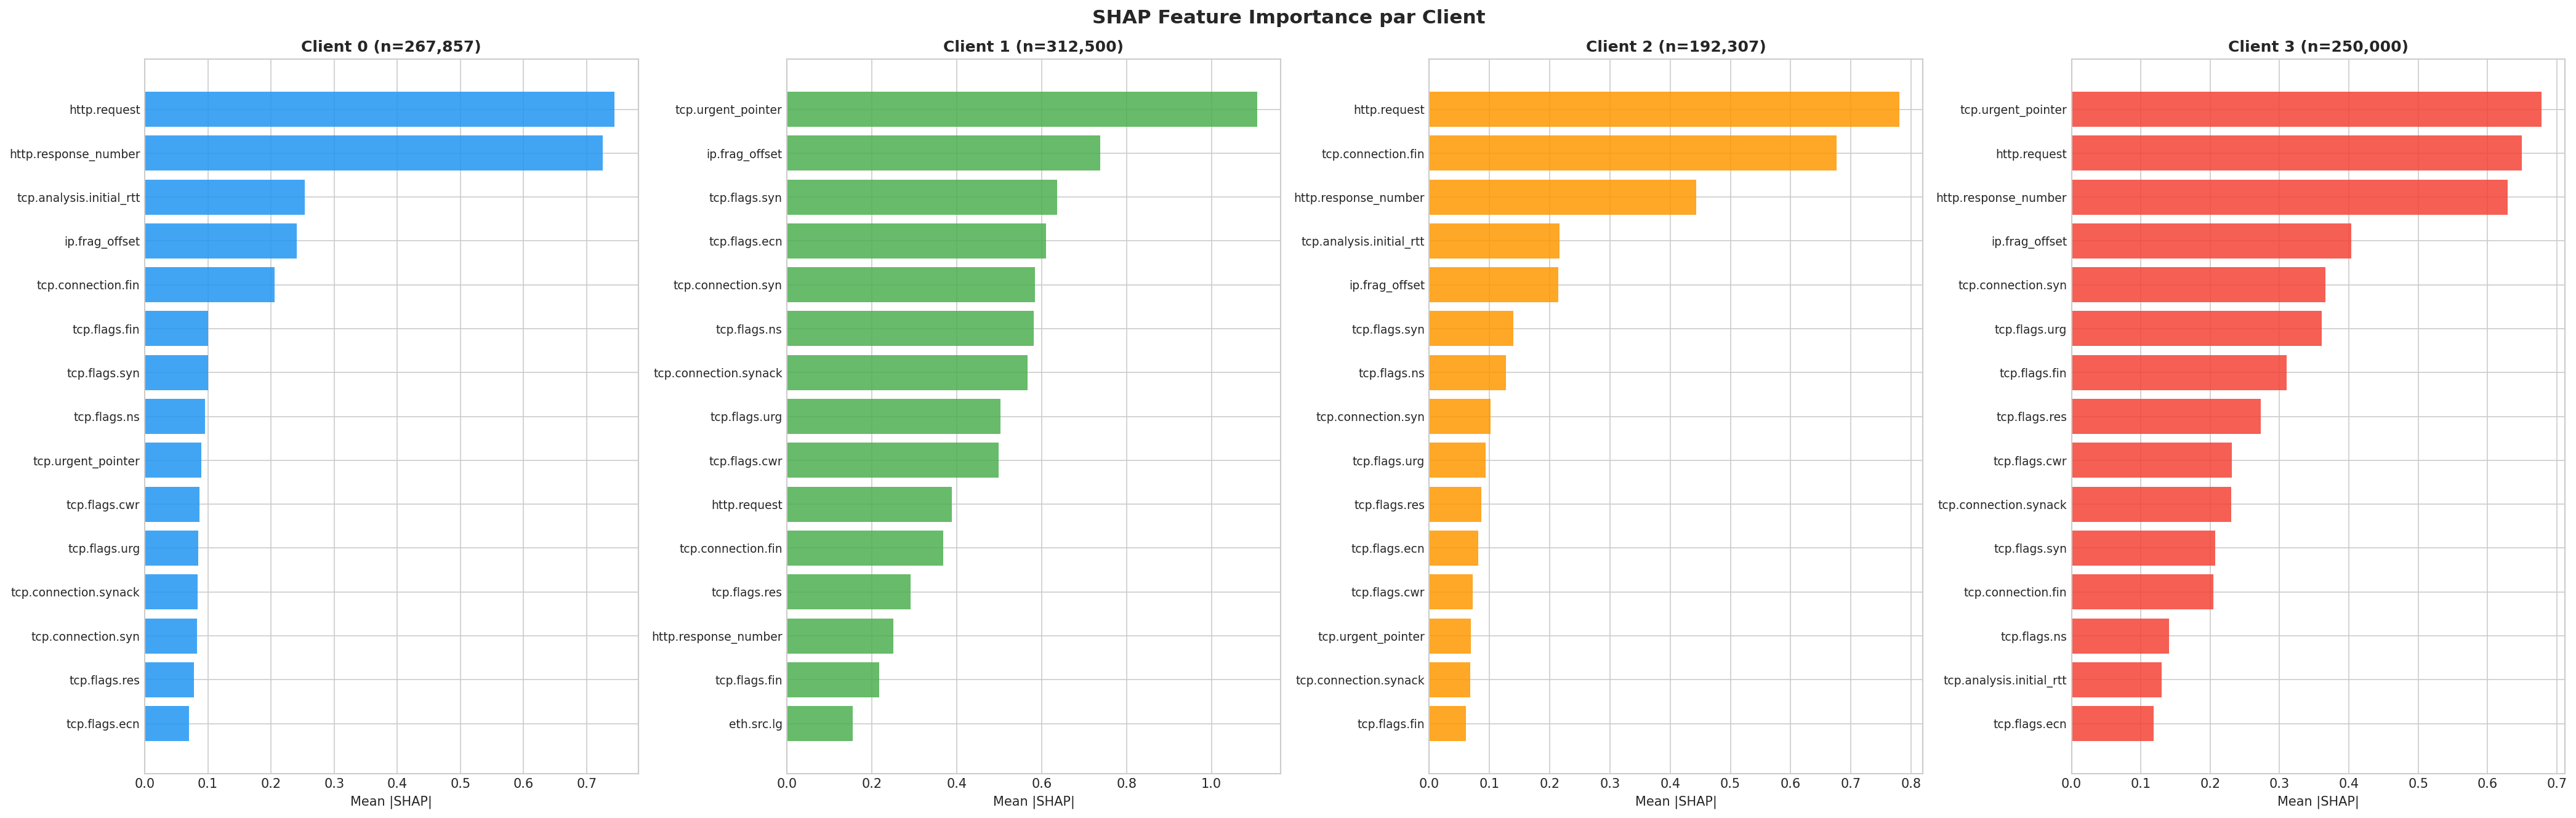 SHAP Feature Importance par Client
Client 0 (n=267,857)
http.request
http.response_number
tcp.analysis.initial_rtt
ip.frag_offset
tcp.connection.fin
tcp.flags.fin
tcp.flags.syn
tcp.flags.ns
tcp.urgent_pointer
tcp.flags.cwr
tcp.flags.urg
tcp.connection.synack
tcp.connection.syn
tcp.flags.res
tcp.flags.ecn
0.0 0.1 0.2 0.3 0.4 0.5 0.6 0.7
Mean |SHAP|
Client 1 (n=312,500)
tcp.urgent_pointer
ip.frag_offset
tcp.flags.syn
tcp.flags.ecn
tcp.connection.syn
tcp.flags.ns
tcp.connection.synack
tcp.flags.urg
tcp.flags.cwr
http.request
tcp.connection.fin
tcp.flags.res
http.response_number
tcp.flags.fin
eth.src.lg
0.0 0.2 0.4 0.6 0.8 1.0
Mean |SHAP|
Client 2 (n=192,307)
http.request
tcp.connection.fin
http.response_number
tcp.analysis.initial_rtt
ip.frag_offset
tcp.flags.syn
tcp.flags.ns
tcp.connection.syn
tcp.flags.urg
tcp.flags.res
tcp.flags.ecn
tcp.flags.cwr
tcp.urgent_pointer
tcp.connection.synack
tcp.flags.fin
0.0 0.1 0.2 0.3 0.4 0.5 0.6 0.7 0.8
Mean |SHAP|
Client 3 (n=250,000)
tcp.urgent_pointer
http.request
http.response_number
ip.frag_offset
tcp.connection.syn
tcp.flags.urg
tcp.flags.fin
tcp.flags.res
tcp.flags.cwr
tcp.connection.synack
tcp.flags.syn
tcp.connection.fin
tcp.flags.ns
tcp.analysis.initial_rtt
tcp.flags.ecn
0.0 0.1 0.2 0.3 0.4 0.5 0.6 0.7
Mean |SHAP|